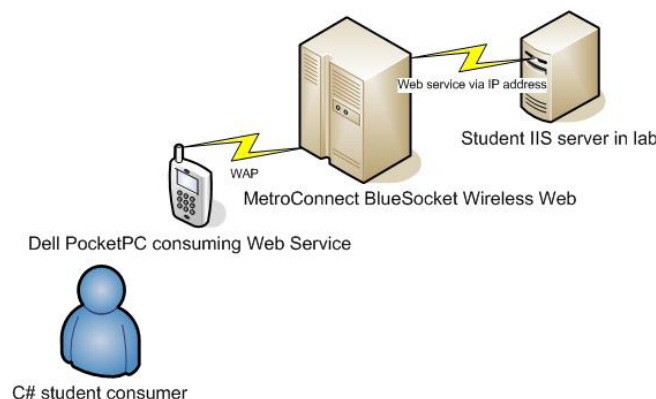 Web service via IP address
Student IIS server in lab
WAP
MetroConnect BlueSocket Wireless Web
Dell PocketPC consuming Web Service
C# student consumer